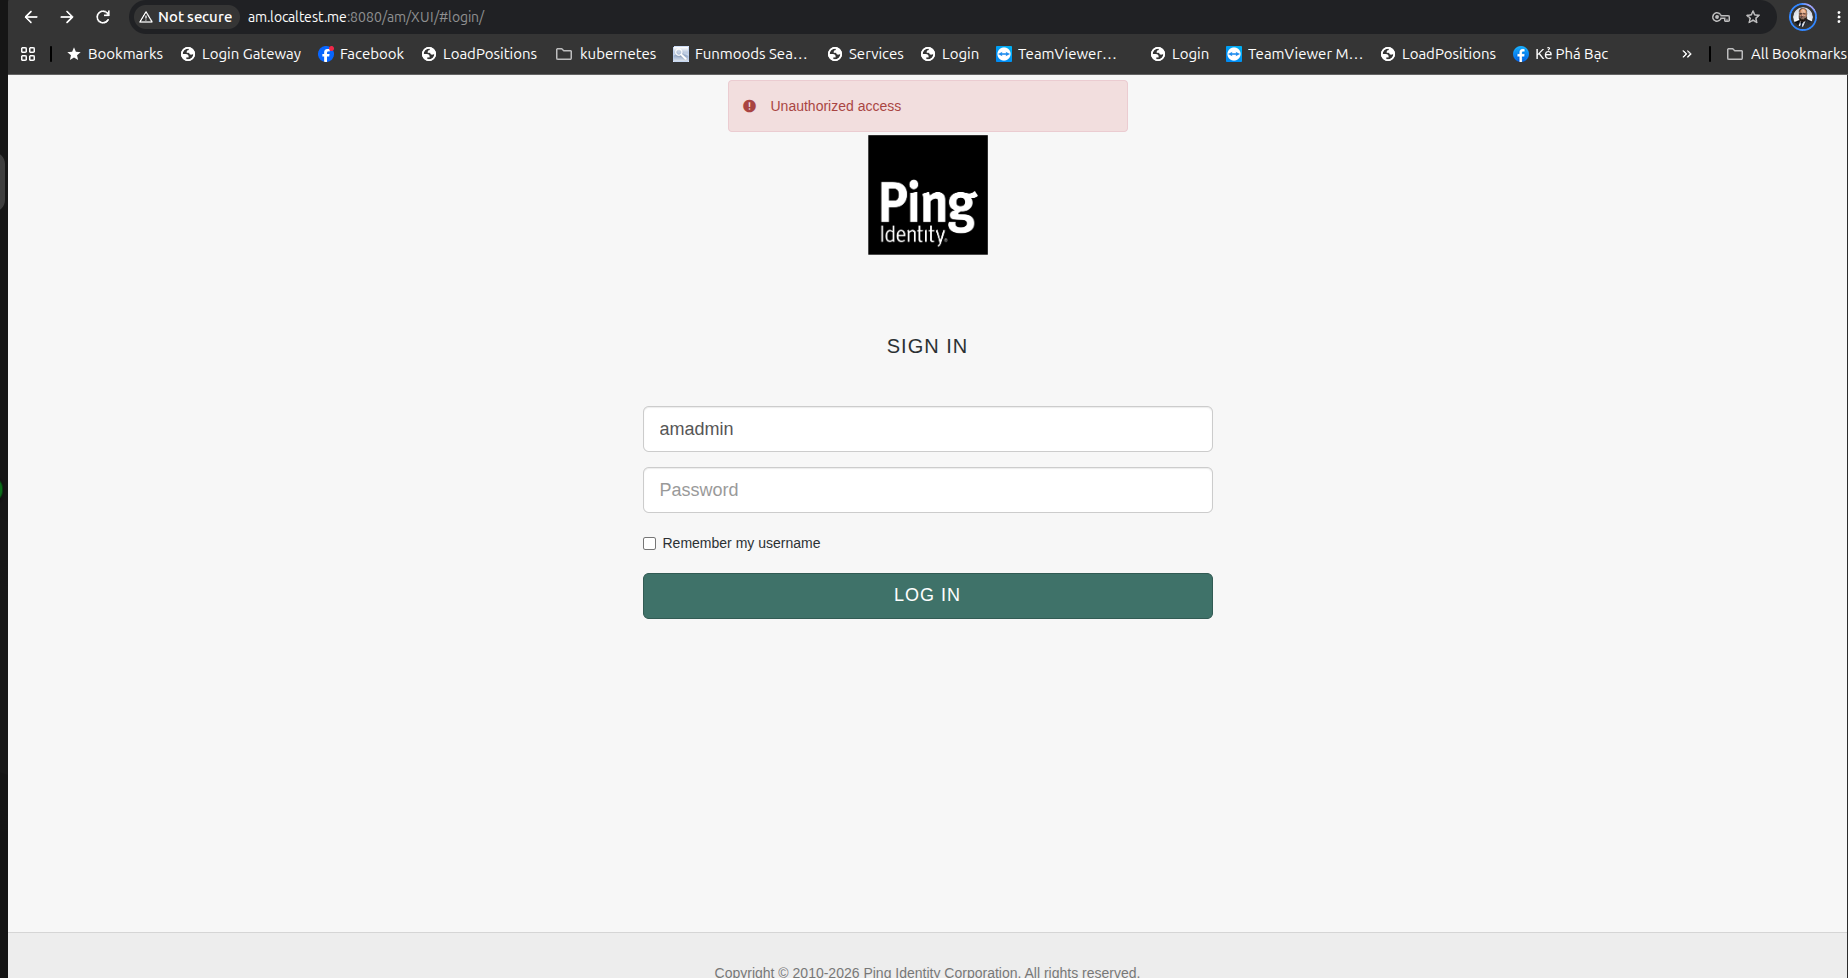 Not secure am.localtest.me:8080/am/XUI/#login/
Bookmarks Login Gateway Facebook LoadPositions kubernetes Funmoods Sea... Services Login TeamViewer... Login TeamViewer M... LoadPositions Kẻ Phá Bạc » All Bookmarks
Unauthorized access
Ping
Identity®
SIGN IN
amadmin
Password
Remember my username
LOG IN
Copyright © 2010-2026 Ping Identity Corporation. All rights reserved.